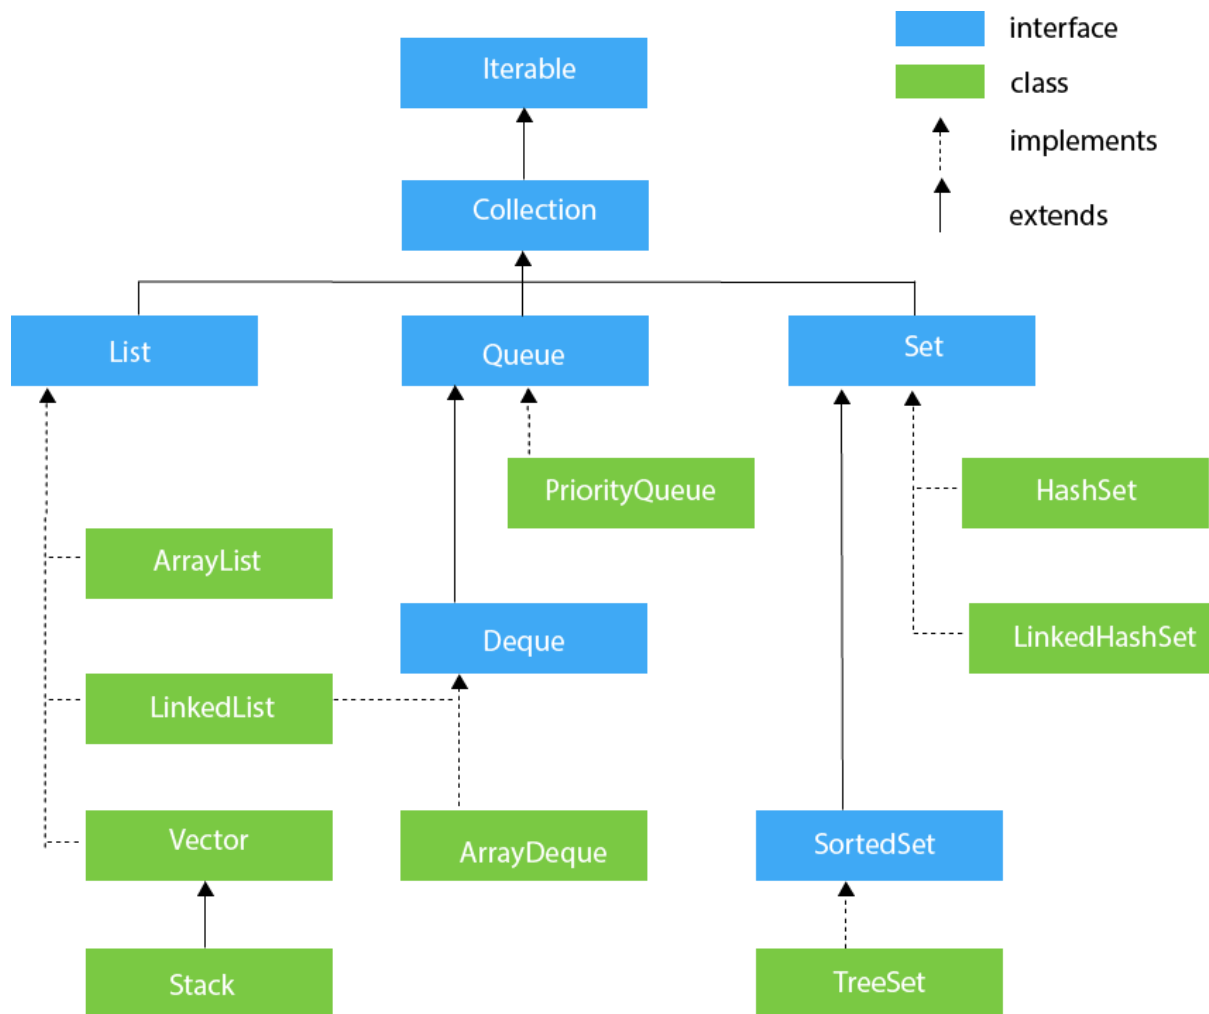 Iterable
interface
class
implements
extends
Collection
List
Queue
Set
PriorityQueue
HashSet
ArrayList
Deque
LinkedHashSet
LinkedList
Vector
ArrayDeque
SortedSet
Stack
TreeSet